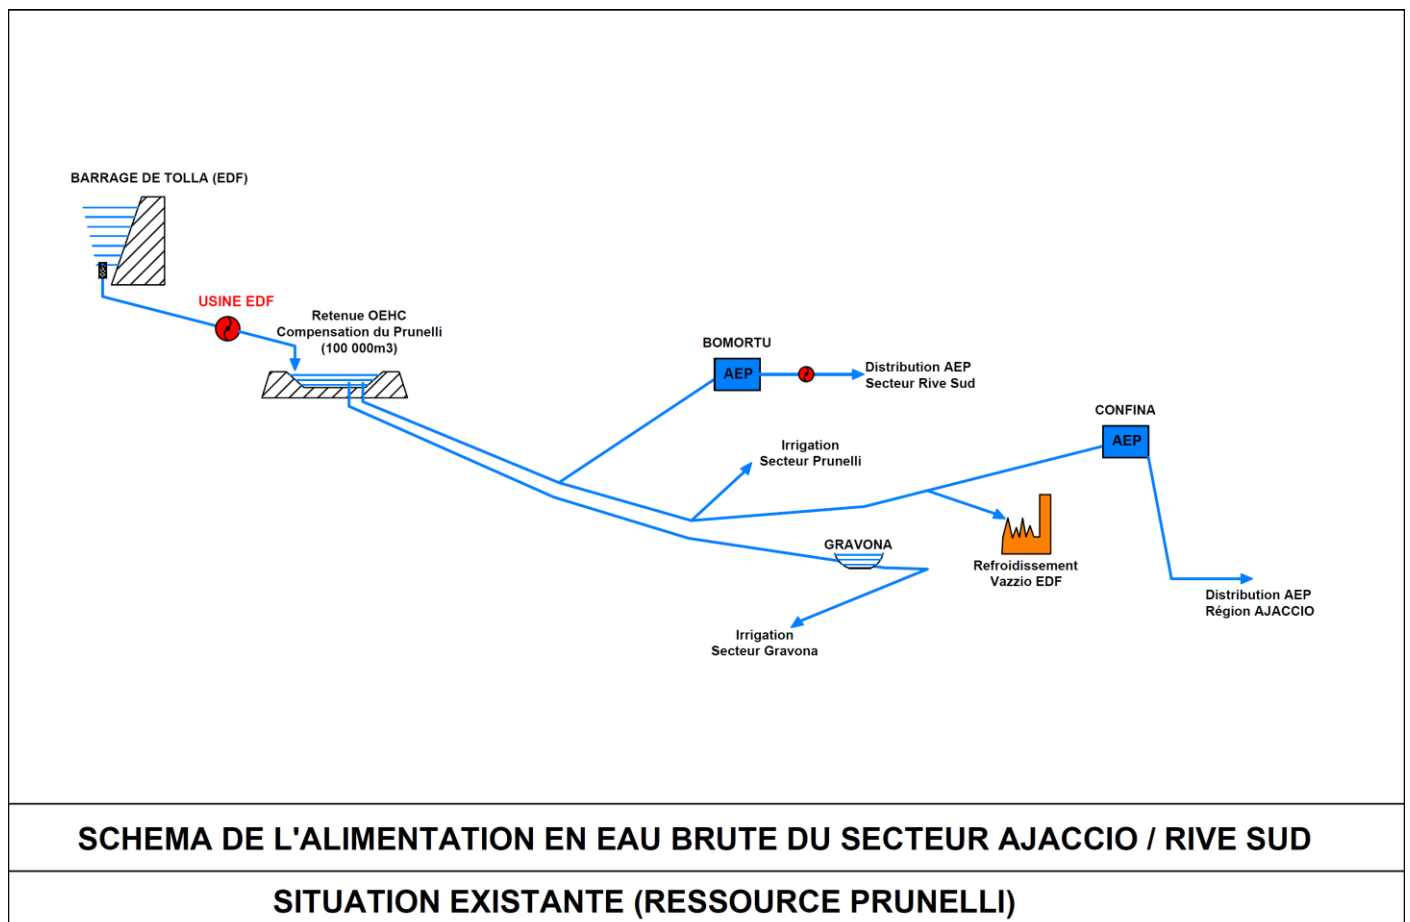 BARRAGE DE TOLLA (EDF)
USINE EDF
Retenue OEHC
Compensation du Prunelli
(100 000m3)
BOMORTU
AEP
Distribution AEP
Secteur Rive Sud
CONFINA
AEP
Irrigation
Secteur Prunelli
GRAVONA
Refroidissement
Vazzio EDF
Distribution AEP
Région AJACCIO
Irrigation
Secteur Gravona
SCHEMA DE L'ALIMENTATION EN EAU BRUTE DU SECTEUR AJACCIO / RIVE SUD
SITUATION EXISTANTE (RESSOURCE PRUNELLI)